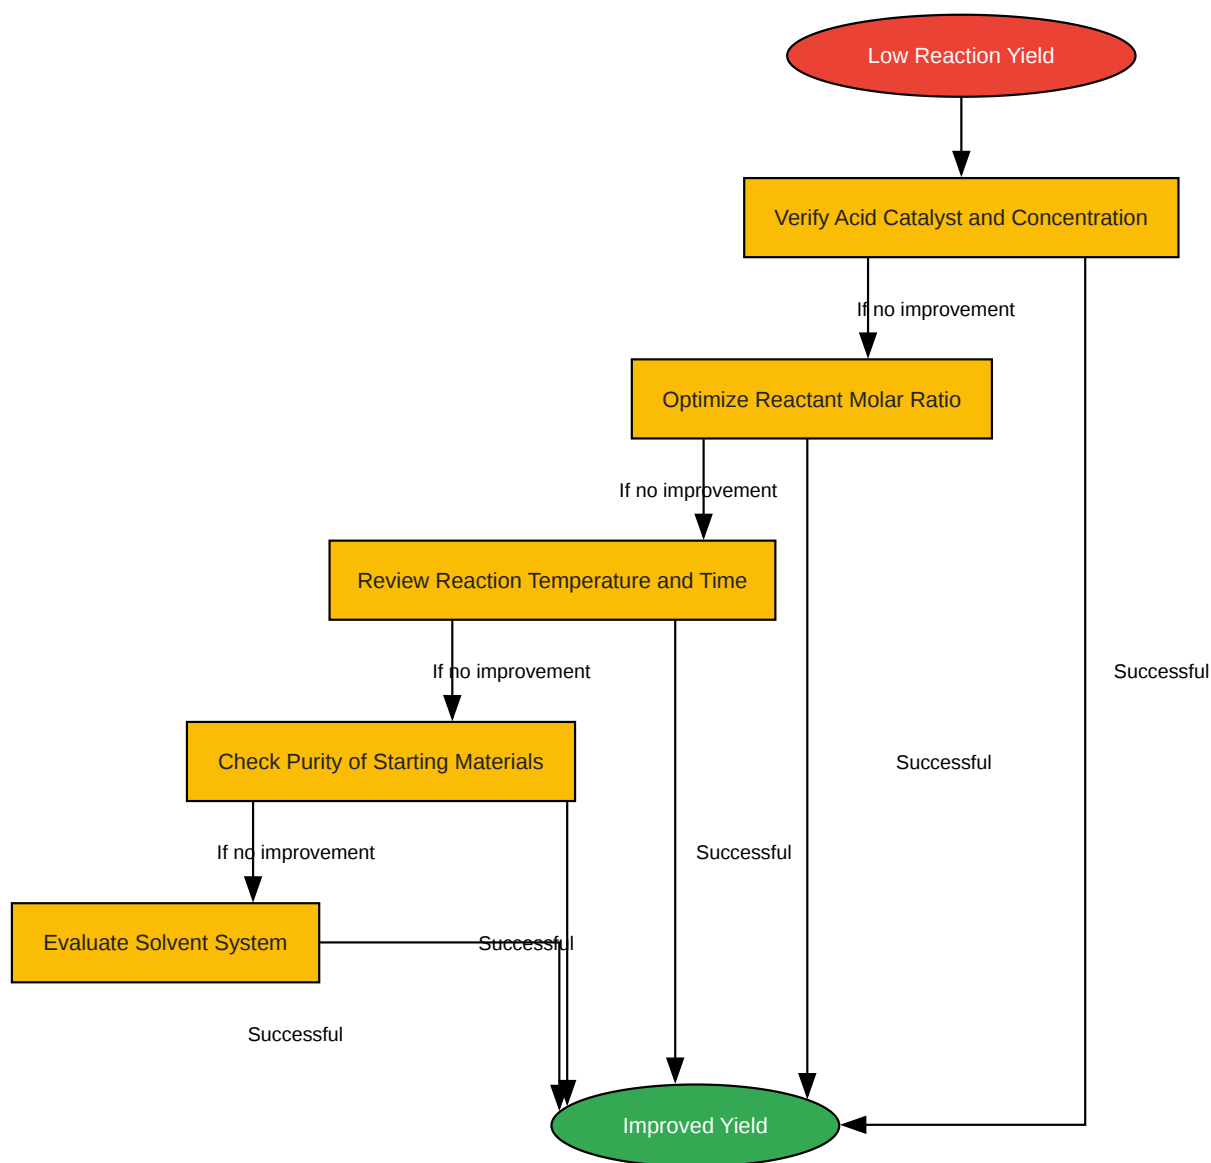 Low Reaction Yield
Verify Acid Catalyst and Concentration
If no improvement
Optimize Reactant Molar Ratio
If no improvement
Review Reaction Temperature and Time
If no improvement
Successful
Check Purity of Starting Materials
Successful
If no improvement
Successful
Evaluate Solvent System
Successful
Successful
Improved Yield